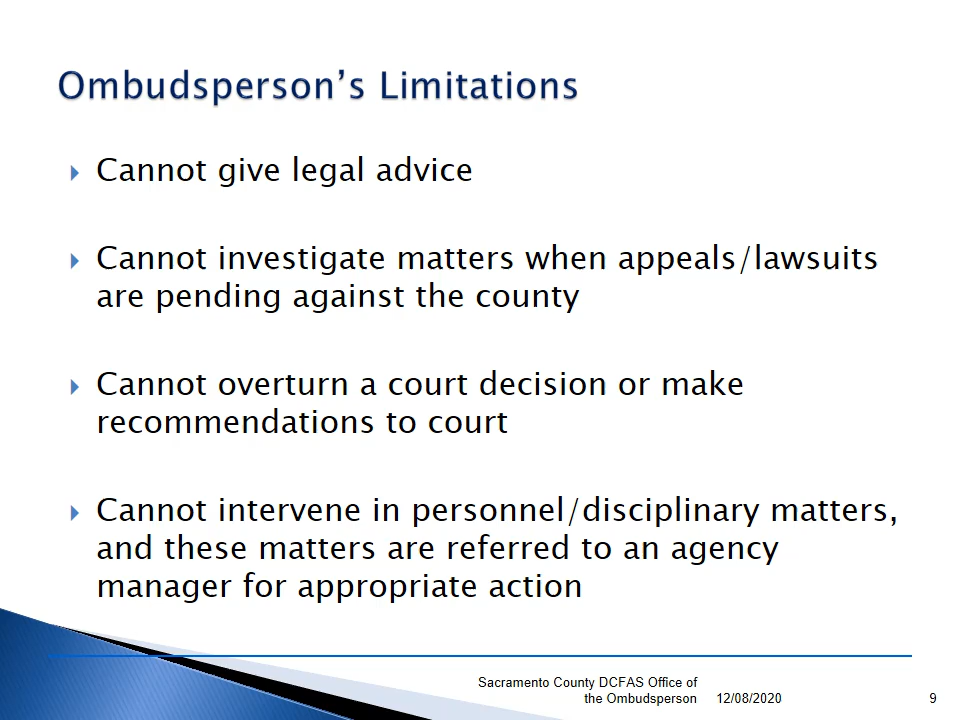 Ombudsperson’s Limitations
Cannot give legal advice
Cannot investigate matters when appeals/lawsuits
are pending against the county
Cannot overturn a court decision or make
recommendations to court
Cannot intervene in personnel/disciplinary matters,
and these matters are referred to an agency
manager for appropriate action
Sacramento County DCFAS Office of
the Ombudsperson
12/08/2020
9